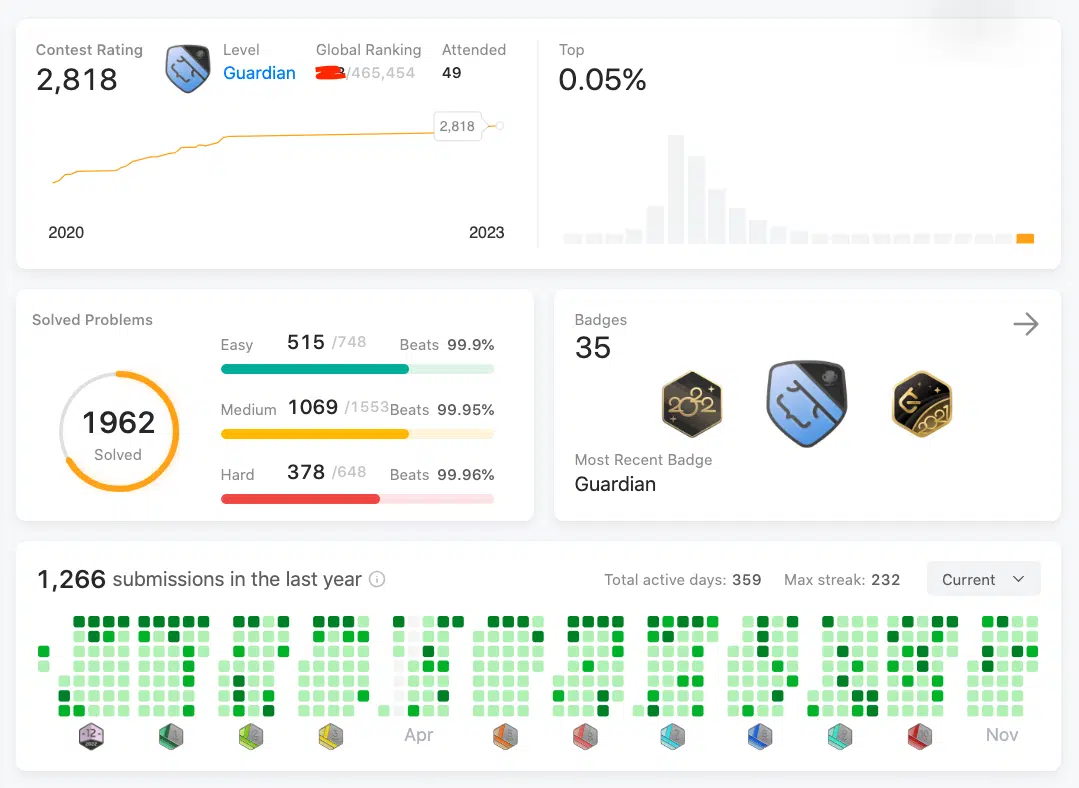 Contest Rating
2,818
Level
Guardian
Global Ranking
/465,454
Attended
49
2,818
2020
2023
Top
0.05%
Solved Problems
1962
Solved
Easy 515 /748 Beats 99.9%
Medium 1069 /1553 Beats 99.95%
Hard 378 /648 Beats 99.96%
Badges
35
2022
2021
Most Recent Badge
Guardian
1,266 submissions in the last year
Total active days: 359
Max streak: 232
Current
12
2022
Apr
Nov